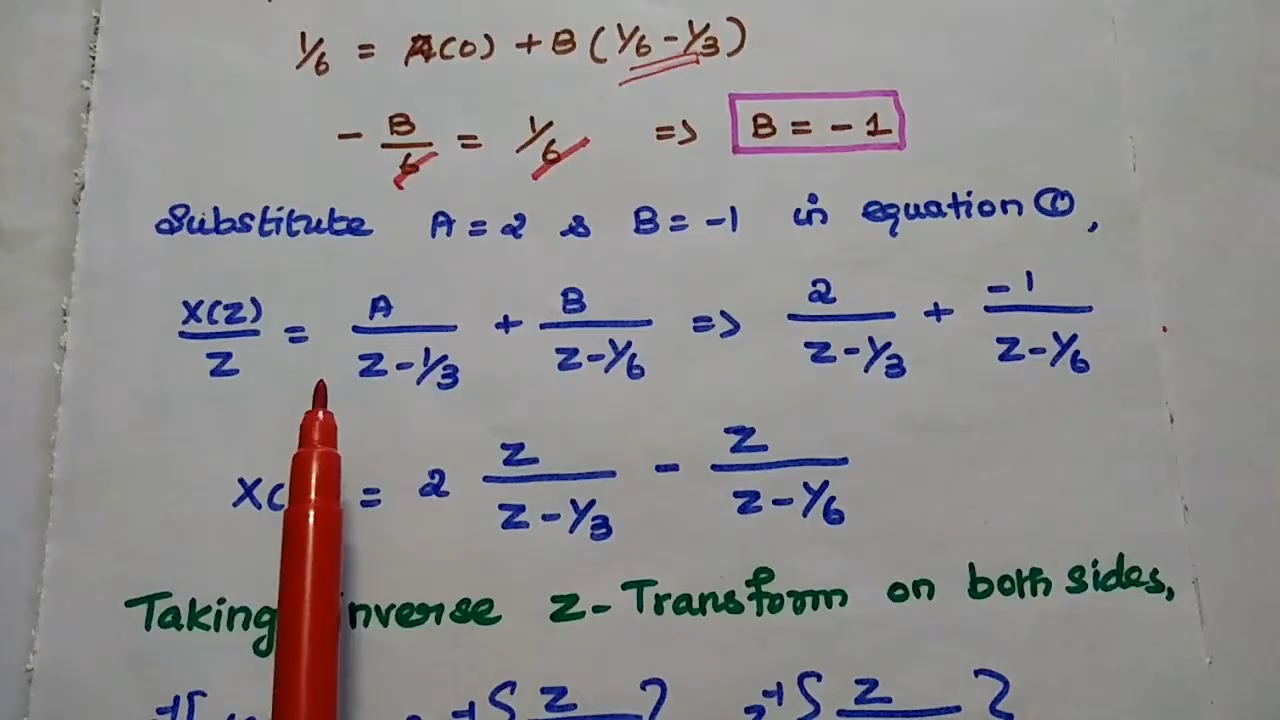 1/6 = A(0) + B(1/6 - 1/3)
- B/6 = 1/6 => B = -1
Substitute A = 2 & B = -1 in equation ①,
X(Z)/Z = A/(Z - 1/3) + B/(Z - 1/6) => 2/(Z - 1/3) + -1/(Z - 1/6)
X( = 2 Z/(Z - 1/3) - Z/(Z - 1/6)
Taking inverse Z-Transform on both sides,